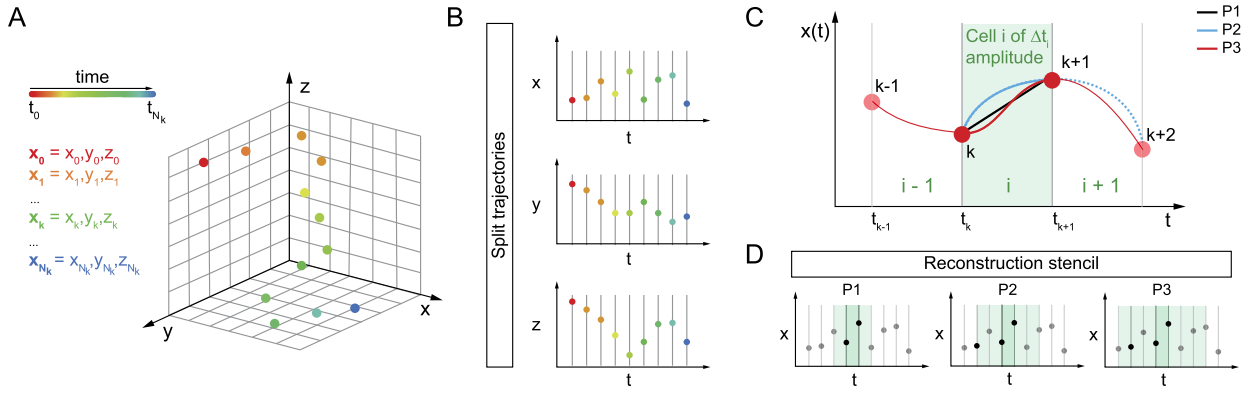 A
time
t0
tNk
x0 = x0,y0,z0
x1 = x1,y1,z1
...
xk = xk,yk,zk
...
xNk = xNk,yNk,zNk
z
x
y
B
Split trajectories
x
t
y
t
z
t
C
x(t)
P1
P2
P3
Cell i of Δti
amplitude
k-1
k
k+1
k+2
i - 1
i
i + 1
tk-1
tk
tk+1
t
D
Reconstruction stencil
P1
x
t
P2
x
t
P3
x
t